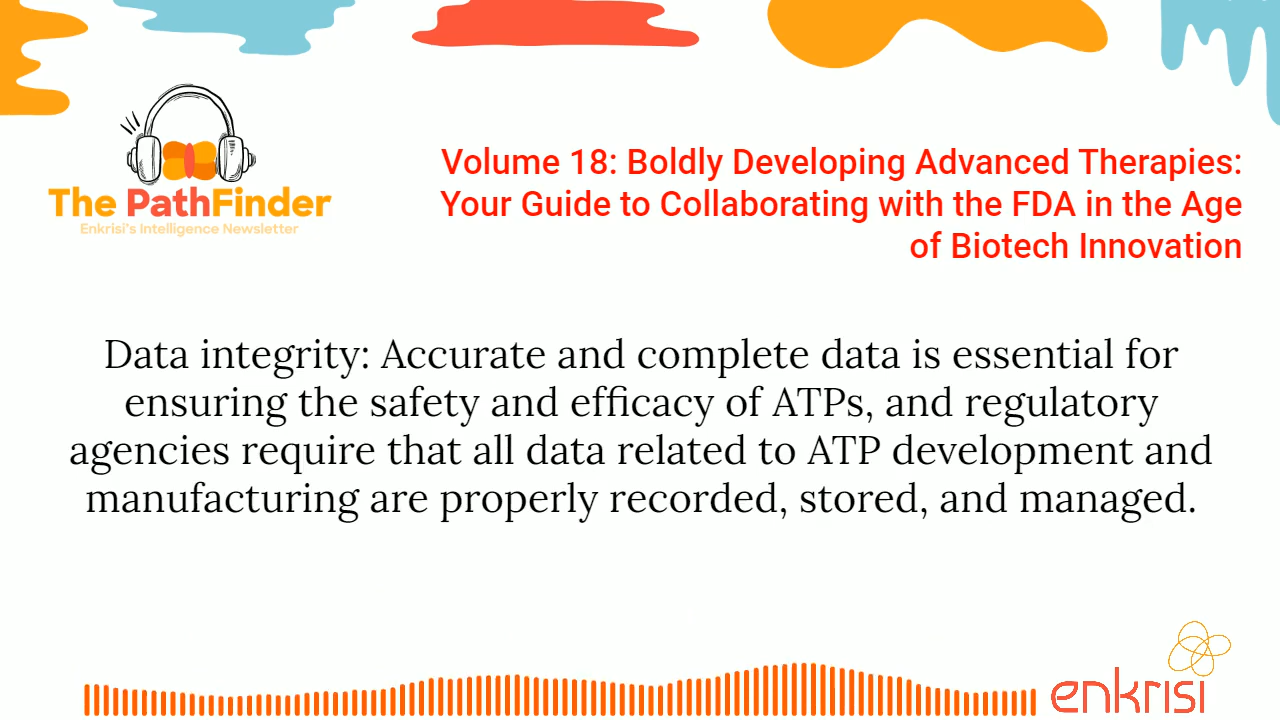 The PathFinder
Enkrisi's Intelligence Newsletter
Volume 18: Boldly Developing Advanced Therapies:
Your Guide to Collaborating with the FDA in the Age
of Biotech Innovation
Data integrity: Accurate and complete data is essential for
ensuring the safety and efficacy of ATPs, and regulatory
agencies require that all data related to ATP development and
manufacturing are properly recorded, stored, and managed.
enkrisi